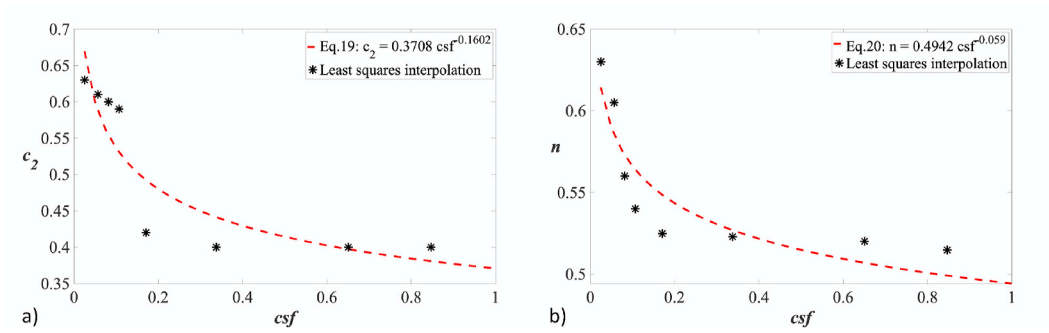 0.7
0.65
0.6
0.55
0.5
0.45
0.4
0.35
c2
0
0.2
0.4
0.6
0.8
1
csf
a)
Eq.19: c2 = 0.3708 csf-0.1602
Least squares interpolation
0.65
0.6
0.55
0.5
n
0
0.2
0.4
0.6
0.8
1
csf
b)
Eq.20: n = 0.4942 csf-0.059
Least squares interpolation